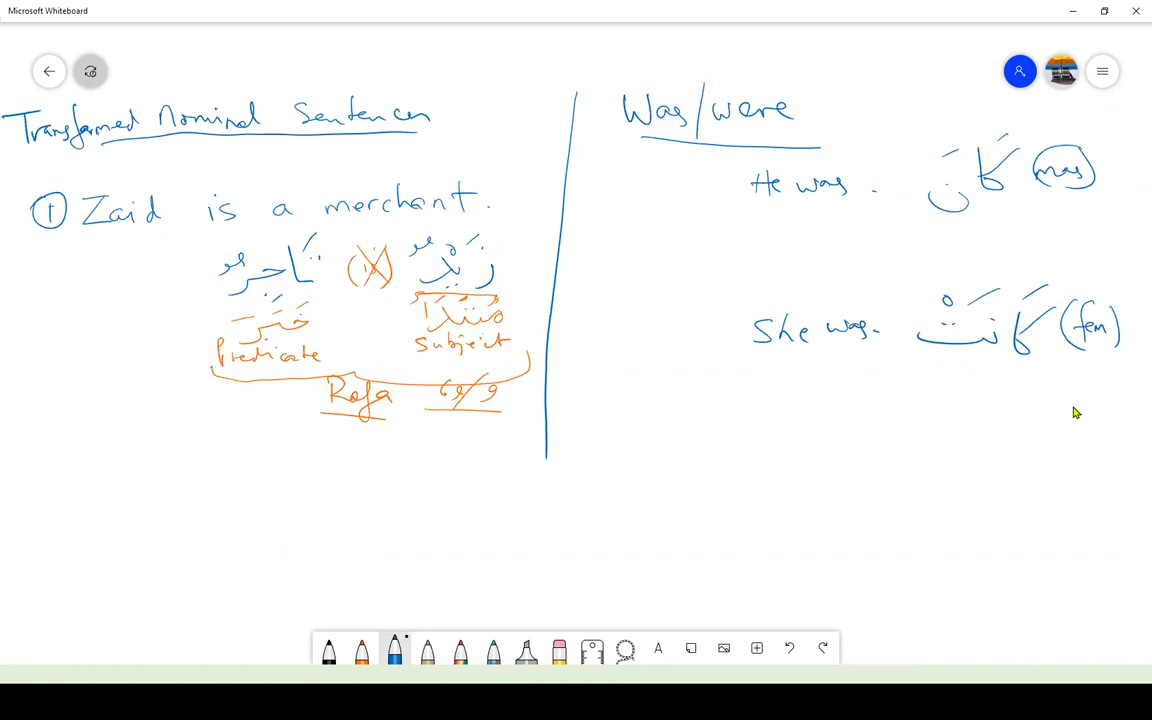 Microsoft Whiteboard
Transformed Nominal Sentences
① Zaid is a merchant.
زَيْدٌ (is) تَاجِرٌ
مُبْتَدَأٌ خَبَرٌ
Subject Predicate
Rafa
Was/were
He was. كَانَ (mas)
She was. كَانَتْ (fem)
A